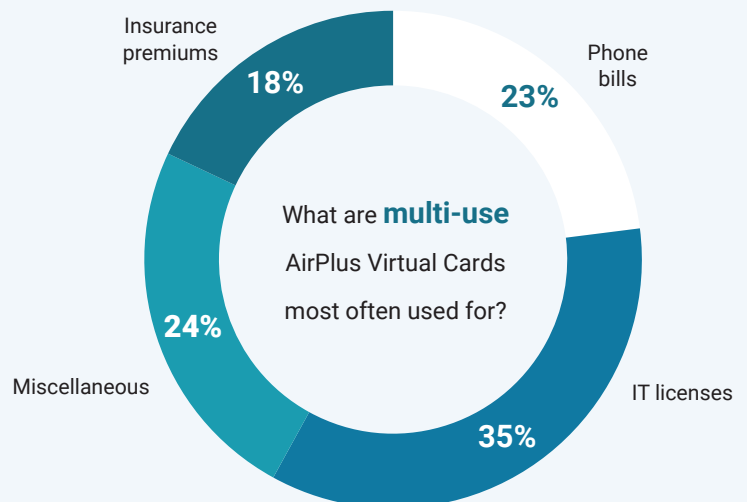 Insurance
premiums
18%
Phone
bills
23%
What are multi-use
AirPlus Virtual Cards
most often used for?
24%
Miscellaneous
IT licenses
35%